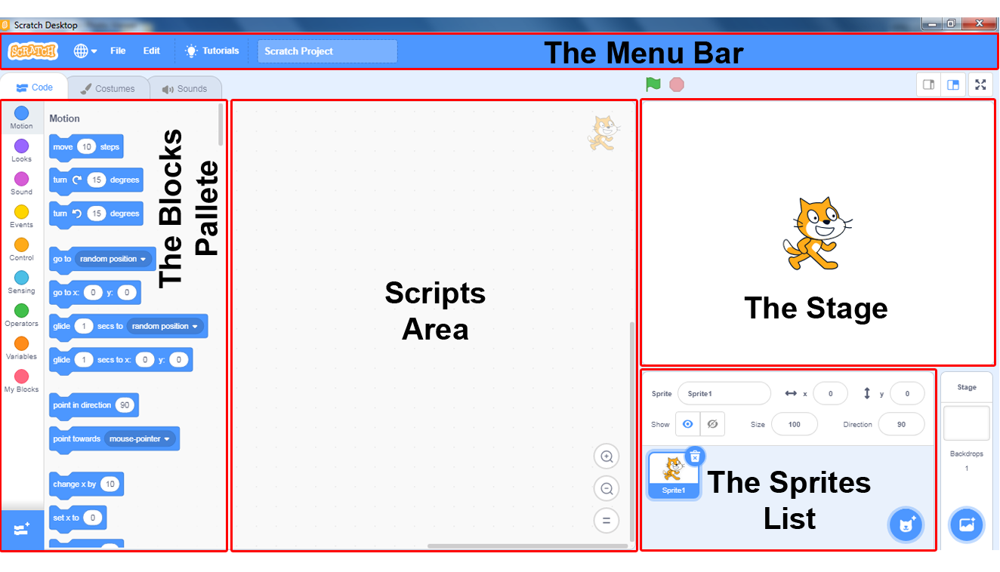 Scratch Desktop
SCRATCH File Edit Tutorials Scratch Project
The Menu Bar
Code Costumes Sounds
Motion
Looks
Sound
Events
Control
Sensing
Operators
Variables
My Blocks
Motion
move 10 steps
turn 15 degrees
turn 15 degrees
go to random position
go to x: 0 y: 0
glide 1 secs to random position
glide 1 secs to x: 0 y: 0
point in direction 90
point towards mouse-pointer
change x by 10
set x to 0
The Blocks
Pallete
Scripts
Area
The Stage
Sprite Sprite1 x 0 y 0
Show Size 100 Direction 90
Sprite1
The Sprites
List
Stage
Backdrops
1